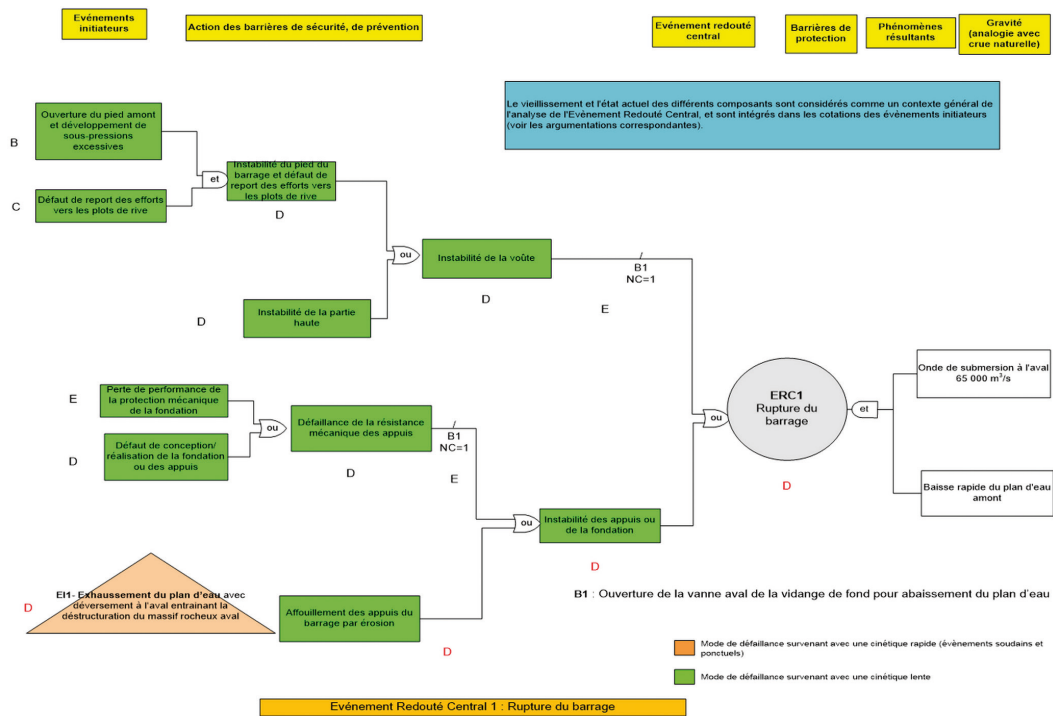 Evénements
initiateurs
Action des barrières de sécurité, de prévention
Evénement redouté
central
Barrières de
protection
Phénomènes
résultants
Gravité
(analogie avec
crue naturelle)
Le vieillissement et l'état actuel des différents composants sont considérés comme un contexte général de
l'analyse de l'Evénement Redouté Central, et sont intégrés dans les cotations des évènements initiateurs
(voir les argumentations correspondantes).
B
Ouverture du pied amont
et développement de
sous-pressions
excessives
et
Instabilité du pied du
barrage et défaut de
report des efforts vers
les plots de rive
C
Défaut de report des efforts
vers les plots de rive
D
ou
Instabilité de la voûte
B1
NC=1
D
E
D
Instabilité de la partie
haute
E
Perte de performance de
la protection mécanique
de la fondation
ou
Défaillance de la résistance
mécanique des appuis
B1
NC=1
D
Défaut de conception/
réalisation de la fondation
ou des appuis
D
E
ou
ERC1
Rupture du
barrage
et
D
Onde de submersion à l'aval
65 000 m³/s
Baisse rapide du plan d'eau
amont
ou
Instabilité des appuis ou
de la fondation
D
D
EI1- Exhaussement du plan d'eau avec
déversement à l'aval entrainant la
déstructuration du massif rocheux aval
Affouillement des appuis du
barrage par érosion
D
B1 : Ouverture de la vanne aval de la vidange de fond pour abaissement du plan d'eau
Mode de défaillance survenant avec une cinétique rapide (évènements soudains et
ponctuels)
Mode de défaillance survenant avec une cinétique lente
Evénement Redouté Central 1 : Rupture du barrage